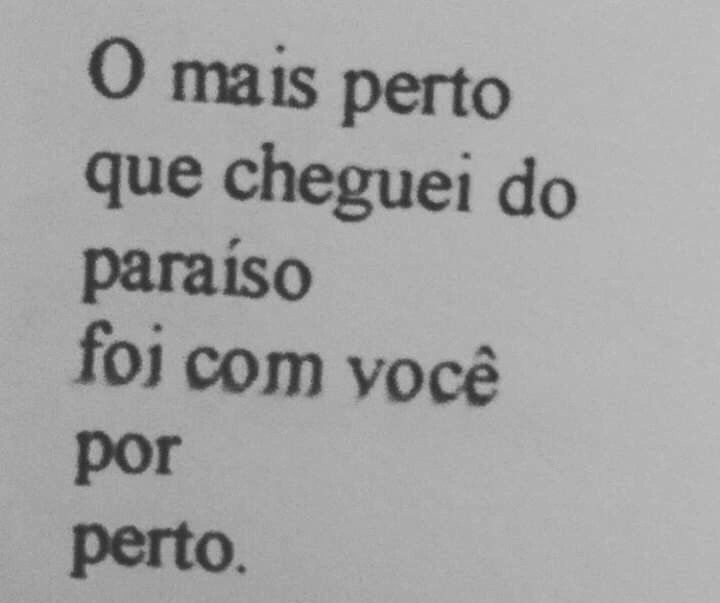 O mais perto
que cheguei do
paraíso
foi com você
por
perto.